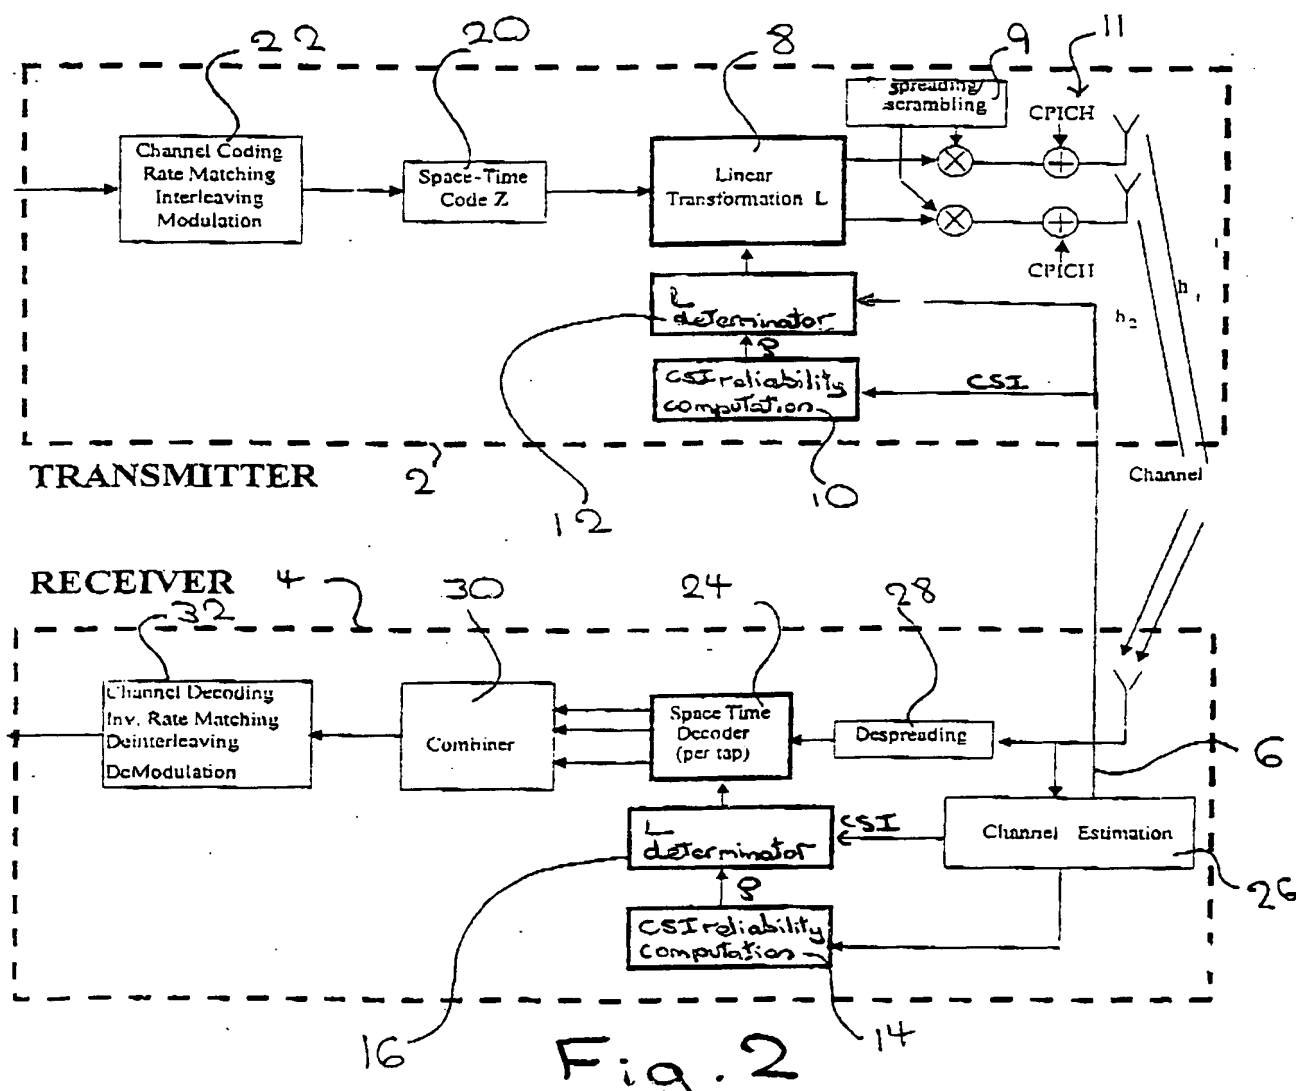 22
20
8
9
11
spreading/
scrambling
CPICH
Channel Coding
Rate Matching
Interleaving
Modulation
Space-Time
Code Z
Linear
Transformation L
CPICH
L
determinator
h1
h2
CSI reliability
computation
CSI
TRANSMITTER
2
12
10
Channel
RECEIVER
4
32
30
24
28
Channel Decoding
Inv. Rate Matching
Deinterleaving
DeModulation
Combiner
Space Time
Decoder
(per tap)
Despreading
6
L
determinator
CSI
Channel Estimation
26
CSI reliability
computation
16
14
Fig. 2